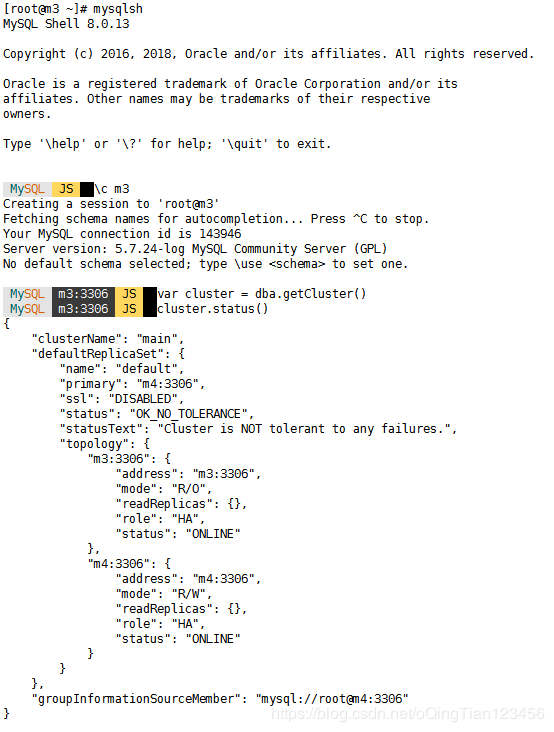 [root@m3 ~]# mysqlsh
MySQL Shell 8.0.13

Copyright (c) 2016, 2018, Oracle and/or its affiliates. All rights reserved.

Oracle is a registered trademark of Oracle Corporation and/or its
affiliates. Other names may be trademarks of their respective
owners.

Type '\help' or '\?' for help; '\quit' to exit.

MySQL JS \c m3
Creating a session to 'root@m3'
Fetching schema names for autocompletion... Press ^C to stop.
Your MySQL connection id is 143946
Server version: 5.7.24-log MySQL Community Server (GPL)
No default schema selected; type \use <schema> to set one.

MySQL m3:3306 JS var cluster = dba.getCluster()
MySQL m3:3306 JS cluster.status()
{
    "clusterName": "main",
    "defaultReplicaSet": {
        "name": "default",
        "primary": "m4:3306",
        "ssl": "DISABLED",
        "status": "OK_NO_TOLERANCE",
        "statusText": "Cluster is NOT tolerant to any failures.",
        "topology": {
            "m3:3306": {
                "address": "m3:3306",
                "mode": "R/O",
                "readReplicas": {},
                "role": "HA",
                "status": "ONLINE"
            },
            "m4:3306": {
                "address": "m4:3306",
                "mode": "R/W",
                "readReplicas": {},
                "role": "HA",
                "status": "ONLINE"
            }
        }
    },
    "groupInformationSourceMember": "mysql://root@m4:3306"
}
https://blog.csdn.net/oQingTian123456